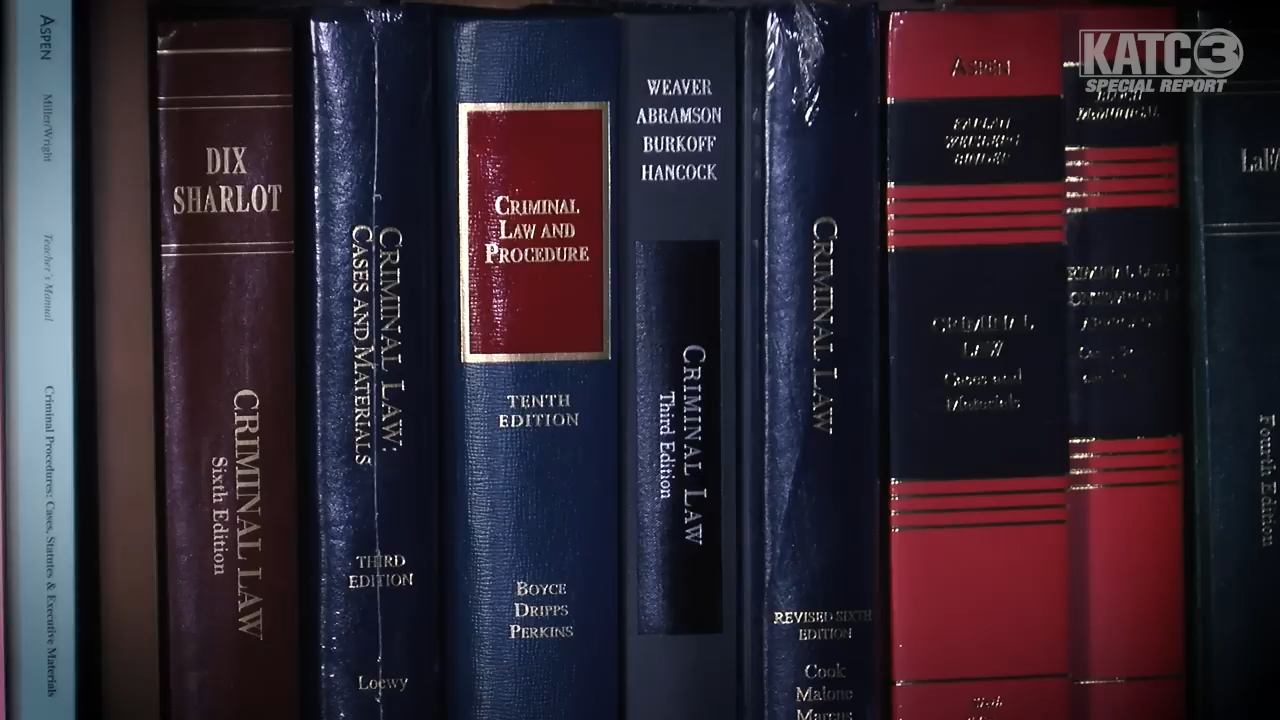 ASPEN
Miller/Wright
Teacher's Manual
Criminal Procedures: Cases, Statutes & Executive Materials
DIX
SHARLOT
CRIMINAL LAW
Sixth Edition
CRIMINAL LAW:
CASES AND MATERIALS
THIRD
EDITION
Loewy
CRIMINAL
LAW AND
PROCEDURE
TENTH
EDITION
BOYCE
DRIPPS
PERKINS
WEAVER
ABRAMSON
BURKOFF
HANCOCK
CRIMINAL LAW
Third Edition
CRIMINAL LAW
REVISED SIXTH
EDITION
Cook
Malone
Marcus
ASPEN
CRIMINAL
LAW
Cases and
Materials
Fourth Edition
KATC3
SPECIAL REPORT